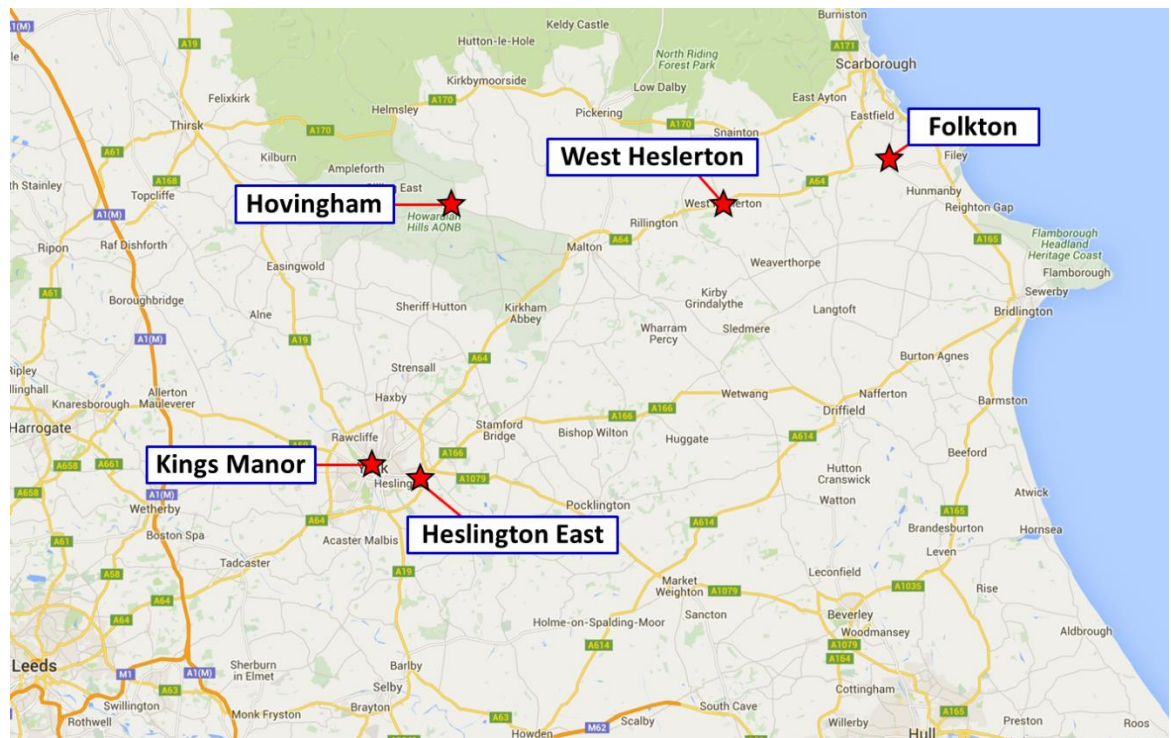 Burniston
1(M)
A19
Keldy Castle
A171
Hutton-le-Hole
Scarborough
North Riding
Forest Park
Kirkbymoorside
Low Dalby
Felixkirk
Helmsley
A170
Pickering
East Ayton
Thirsk
A170
A170
Snainton
Eastfield
Folkton
A61
Kilburn
Ampleforth
West Heslerton
Filey
th Stainley
A168
Topcliffe
East
A64
Hunmanby
Hovingham
Howardian
Hills AONB
West
erton
Reighton Gap
A1(M)
Rillington
Ripon
Raf Dishforth
Malton
A64
A165
Flamborough
Headland
Heritage Coast
Easingwold
Weaverthorpe
Flamborough
A61
Boroughbridge
Sheriff Hutton
Kirkham
Abbey
Kirby
Grindalythe
Langtoft
Sewerby
Alne
Bridlington
A1(M)
A19
Wharram
Percy
Sledmere
A64
Burton Agnes
Ripley
Strensall
Allerton
Mauleverer
Haxby
Wetwang
Nafferton
Barmston
Knaresborough
A166
Driffield
Harrogate
Rawcliffe
Stamford
Bridge
A166
Bishop Wilton
Huggate
A614
Kings Manor
A166
Beeford
A658
A661
Hutton
Cranswick
A658
A1(M)
Wetherby
A1079
Pocklington
Watton
Atwick
A165
A64
A614
Brandesburton
Hornsea
A61
Boston Spa
Acaster Malbis
Heslington East
Leven
Tadcaster
A19
A58
Market
Weighton
A1079
Leconfield
A1035
Rise
A64
A64
Sancton
Beverley
Holme-on-Spalding-Moor
Woodmansey
Aldbrough
A614
A164
Leeds
M1
A1(M)
Sherburn
in Elmet
Barlby
A63
Selby
Cottingham
Swillington
Brayton
Rothwell
Monk Fryston
A63
South Cave
A165
Preston
Howden
M62
Scalby
Willerby
Hull
Roos